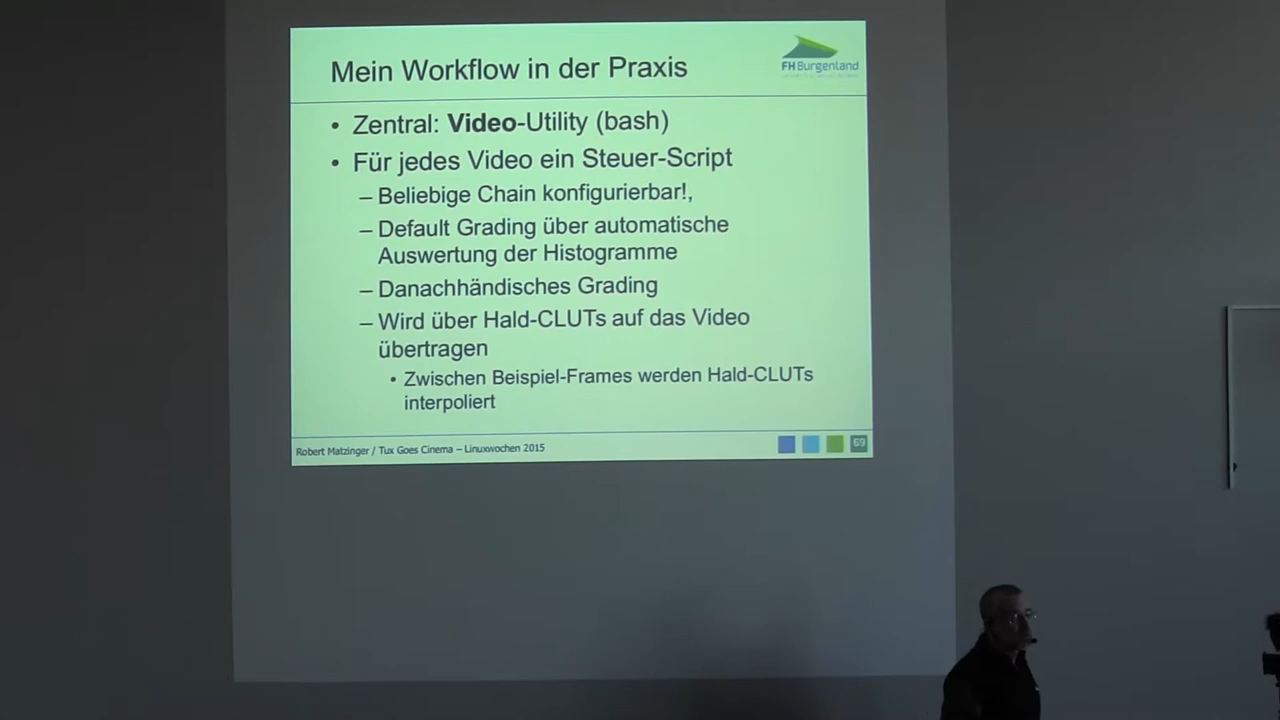 Mein Workflow in der Praxis
FHBurgenland
• Zentral: Video-Utility (bash)
• Für jedes Video ein Steuer-Script
– Beliebige Chain konfigurierbar!,
– Default Grading über automatische
Auswertung der Histogramme
– Danachhändisches Grading
– Wird über Hald-CLUTs auf das Video
übertragen
• Zwischen Beispiel-Frames werden Hald-CLUTs
interpoliert
Robert Matzinger / Tux Goes Cinema – Linuxwochen 2015
69